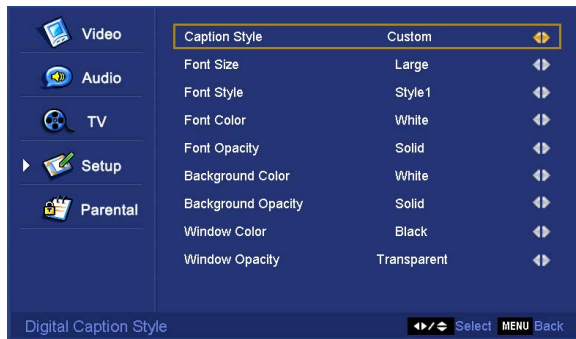 Video
Audio
TV
Setup
Parental
Caption Style Custom
Font Size Large
Font Style Style1
Font Color White
Font Opacity Solid
Background Color White
Background Opacity Solid
Window Color Black
Window Opacity Transparent
Digital Caption Style Select MENU Back